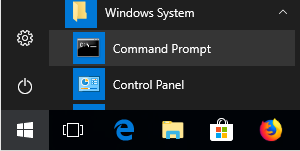 Windows System
Command Prompt
Control Panel